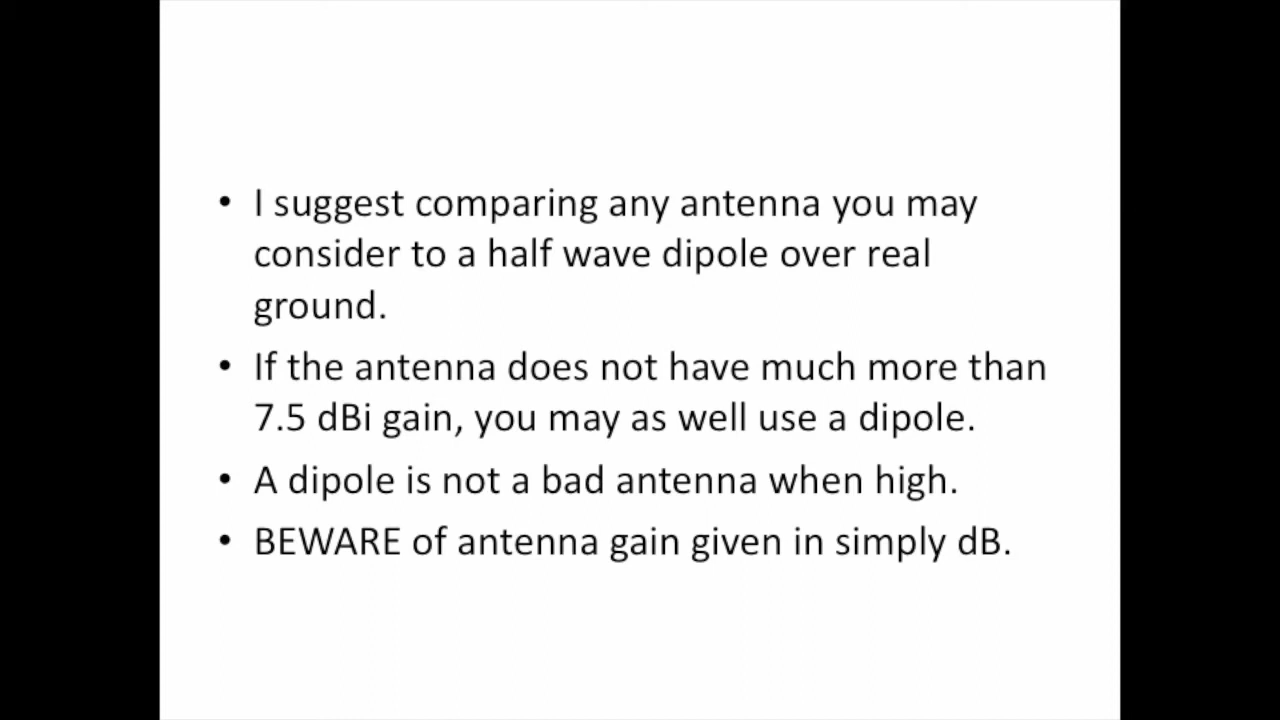 • I suggest comparing any antenna you may
consider to a half wave dipole over real
ground.
• If the antenna does not have much more than
7.5 dBi gain, you may as well use a dipole.
• A dipole is not a bad antenna when high.
• BEWARE of antenna gain given in simply dB.